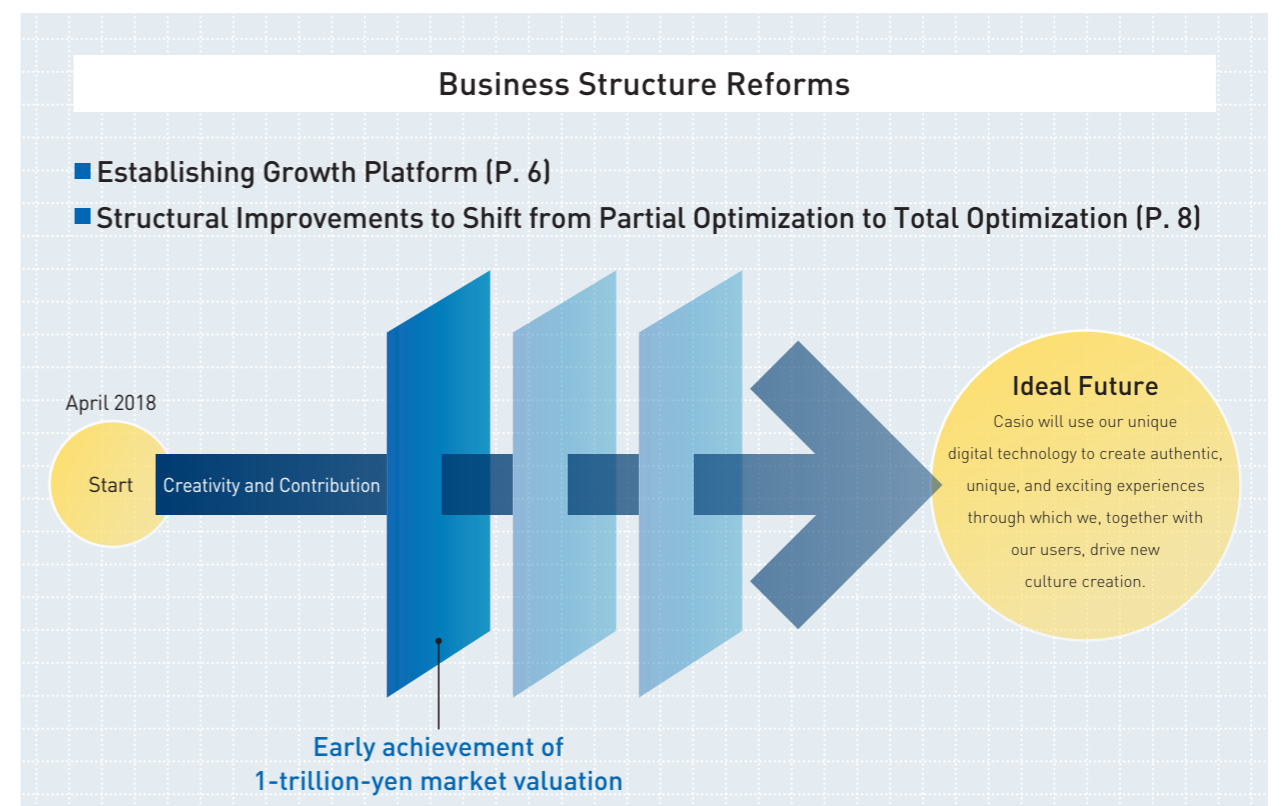 Business Structure Reforms
■ Establishing Growth Platform (P. 6)
■ Structural Improvements to Shift from Partial Optimization to Total Optimization (P. 8)
April 2018
Start
Creativity and Contribution
Ideal Future
Casio will use our unique
digital technology to create authentic,
unique, and exciting experiences
through which we, together with
our users, drive new
culture creation.
Early achievement of
1-trillion-yen market valuation